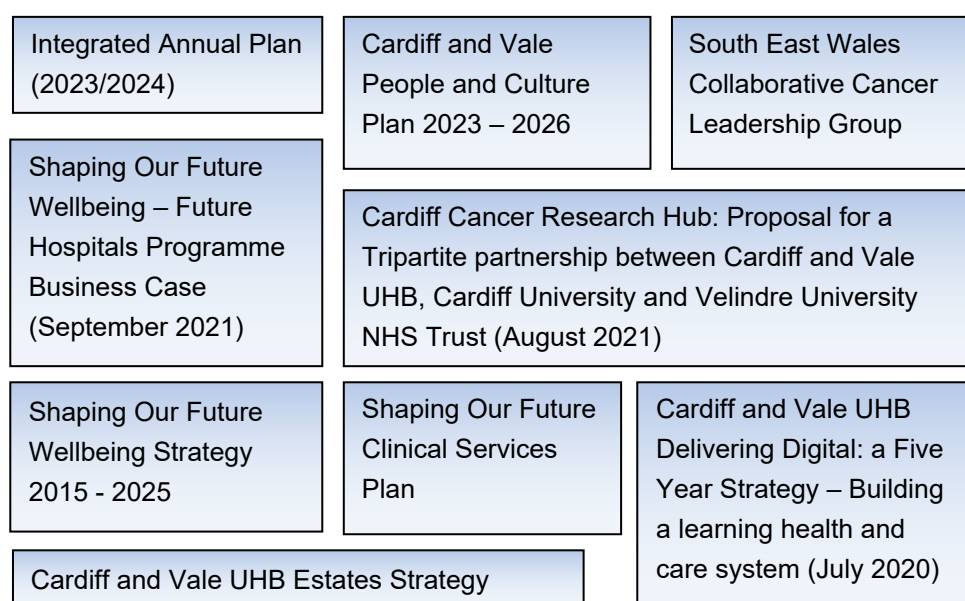 Integrated Annual Plan
(2023/2024)
Cardiff and Vale
People and Culture
Plan 2023 – 2026
South East Wales
Collaborative Cancer
Leadership Group
Shaping Our Future
Wellbeing – Future
Hospitals Programme
Business Case
(September 2021)
Cardiff Cancer Research Hub: Proposal for a
Tripartite partnership between Cardiff and Vale
UHB, Cardiff University and Velindre University
NHS Trust (August 2021)
Shaping Our Future
Wellbeing Strategy
2015 - 2025
Shaping Our Future
Clinical Services
Plan
Cardiff and Vale UHB
Delivering Digital: a Five
Year Strategy – Building
a learning health and
care system (July 2020)
Cardiff and Vale UHB Estates Strategy